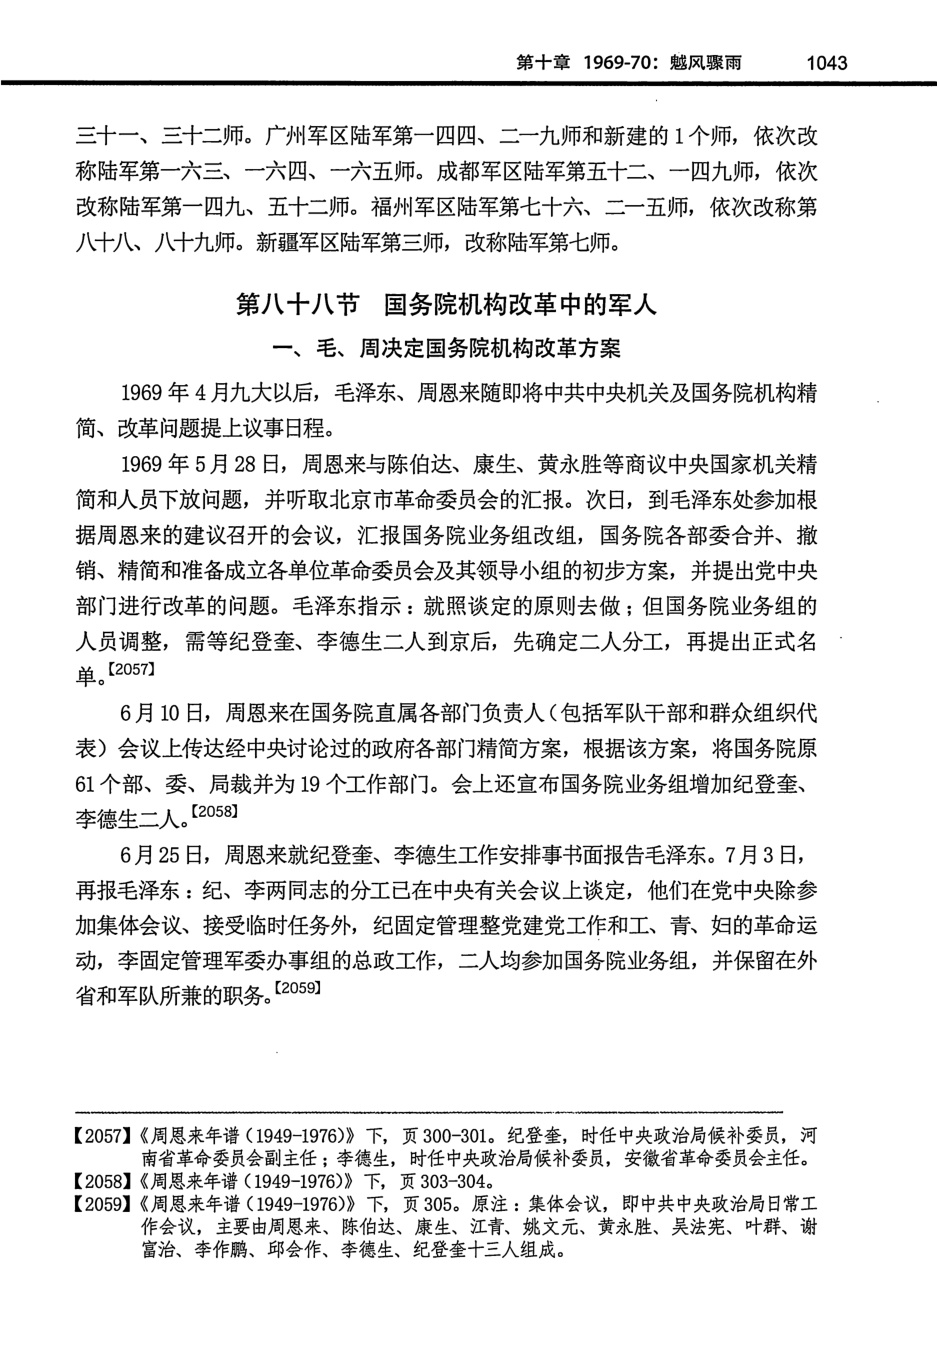 第十章 1969-70：魆风骤雨 1043
三十一、三十二师。广州军区陆军第一四四、二一九师和新建的1个师，依次改
称陆军第一六三、一六四、一六五师。成都军区陆军第五十二、一四九师，依次
改称陆军第一四九、五十二师。福州军区陆军第七十六、二一五师，依次改称第
八十八、八十九师。新疆军区陆军第三师，改称陆军第七师。
第八十八节 国务院机构改革中的军人
一、毛、周决定国务院机构改革方案
1969年4月九大以后，毛泽东、周恩来随即将中共中央机关及国务院机构精
简、改革问题提上议事日程。
1969年5月28日，周恩来与陈伯达、康生、黄永胜等商议中央国家机关精
简和人员下放问题，并听取北京市革命委员会的汇报。次日，到毛泽东处参加根
据周恩来的建议召开的会议，汇报国务院业务组改组，国务院各部委合并、撤
销、精简和准备成立各单位革命委员会及其领导小组的初步方案，并提出党中央
部门进行改革的问题。毛泽东指示：就照谈定的原则去做；但国务院业务组的
人员调整，需等纪登奎、李德生二人到京后，先确定二人分工，再提出正式名
单。【2057】
6月10日，周恩来在国务院直属各部门负责人（包括军队干部和群众组织代
表）会议上传达经中央讨论过的政府各部门精简方案，根据该方案，将国务院原
61个部、委、局裁并为19个工作部门。会上还宣布国务院业务组增加纪登奎、
李德生二人。【2058】
6月25日，周恩来就纪登奎、李德生工作安排事书面报告毛泽东。7月3日，
再报毛泽东：纪、李两同志的分工已在中央有关会议上谈定，他们在党中央除参
加集体会议、接受临时任务外，纪固定管理整党建党工作和工、青、妇的革命运
动，李固定管理军委办事组的总政工作，二人均参加国务院业务组，并保留在外
省和军队所兼的职务。【2059】
【2057】《周恩来年谱（1949-1976）》下，页300-301。纪登奎，时任中央政治局候补委员，河
南省革命委员会副主任；李德生，时任中央政治局候补委员，安徽省革命委员会主任。
【2058】《周恩来年谱（1949-1976）》下，页303-304。
【2059】《周恩来年谱（1949-1976）》下，页305。原注：集体会议，即中共中央政治局日常工
作会议，主要由周恩来、陈伯达、康生、江青、姚文元、黄永胜、吴法宪、叶群、谢
富治、李作鹏、邱会作、李德生、纪登奎十三人组成。